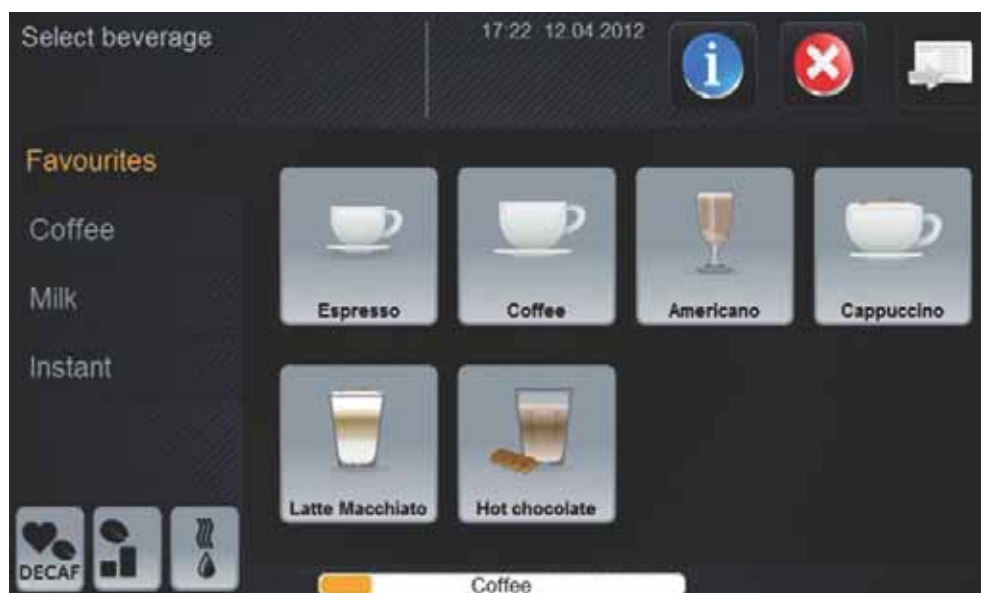 Select beverage
17:22 12.04.2012
Favourites
Coffee
Milk
Instant
Espresso
Coffee
Americano
Cappuccino
Latte Macchiato
Hot chocolate
DECAF
Coffee